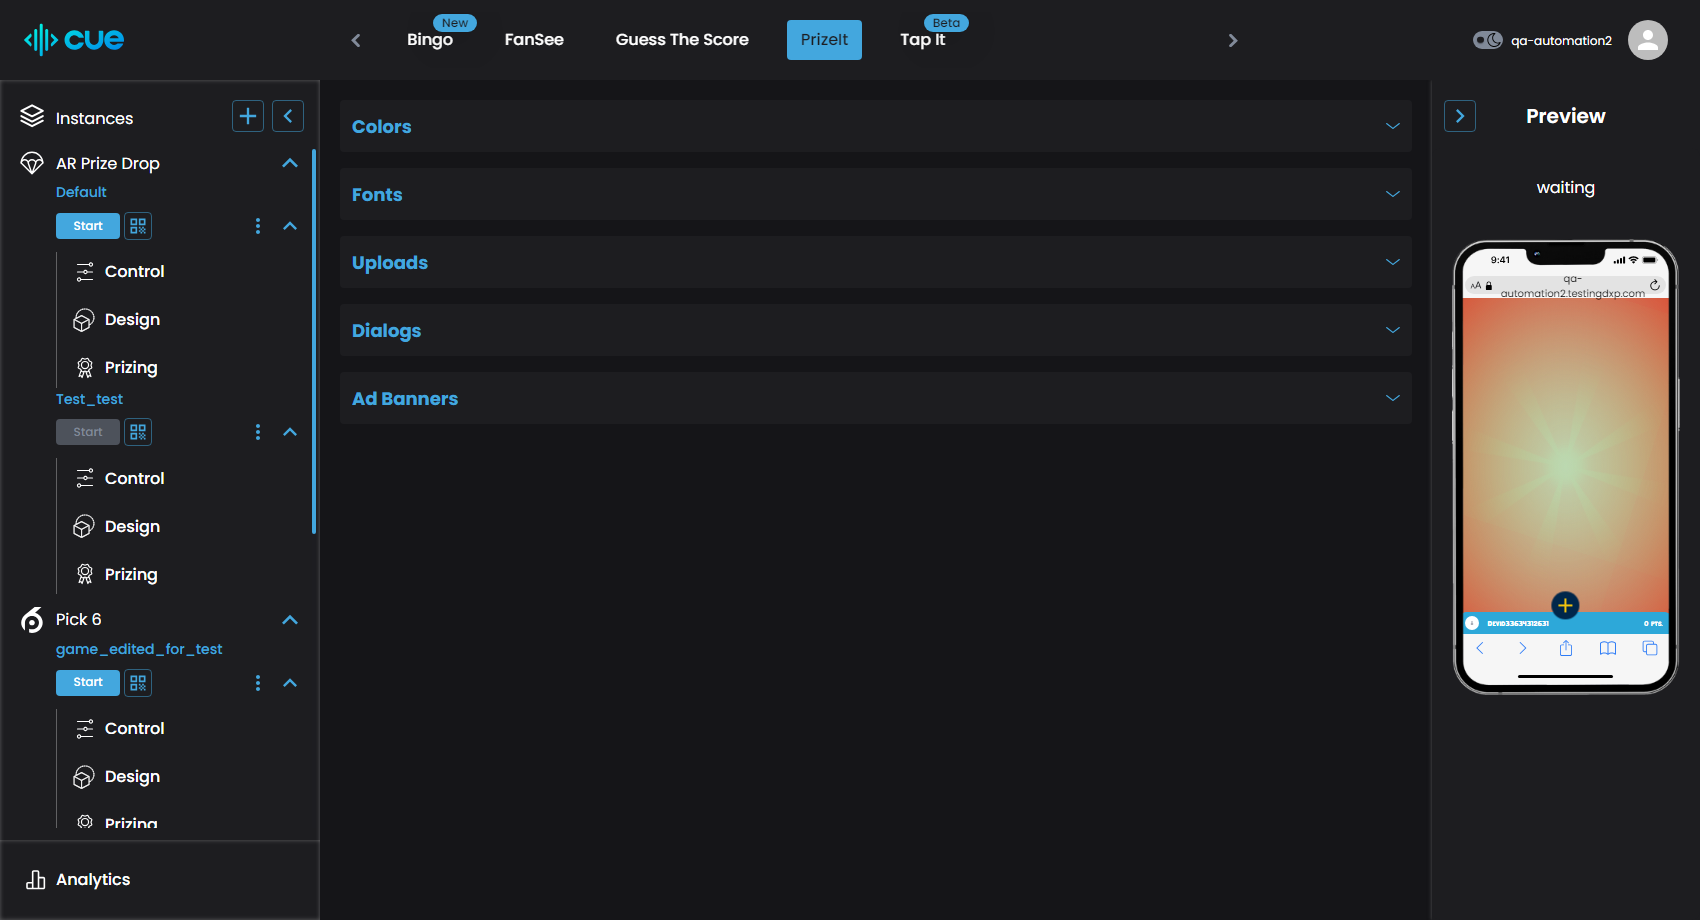 cue
Bingo
New
FanSee
Guess The Score
PrizeIt
Tap It
Beta
qa-automation2
Instances
AR Prize Drop
Default
Start
Control
Design
Prizing
Test_test
Start
Control
Design
Prizing
Pick 6
game_edited_for_test
Start
Control
Design
Prizing
Analytics
Colors
Fonts
Uploads
Dialogs
Ad Banners
Preview
waiting
9:41
AA
qa-
automation2.testingdxp.com
0 PTS.